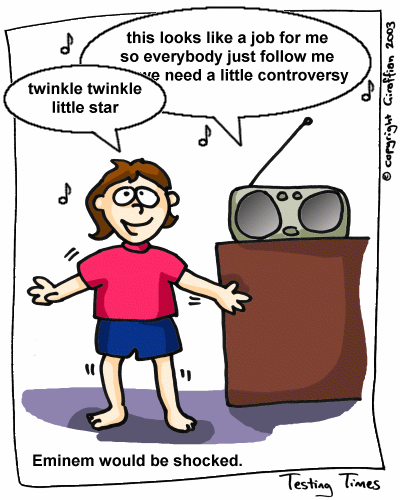 this looks like a job for me
so everybody just follow me
we need a little controversy
twinkle twinkle
little star
© copyright Giraffian 2003
Eminem would be shocked.
Testing Times